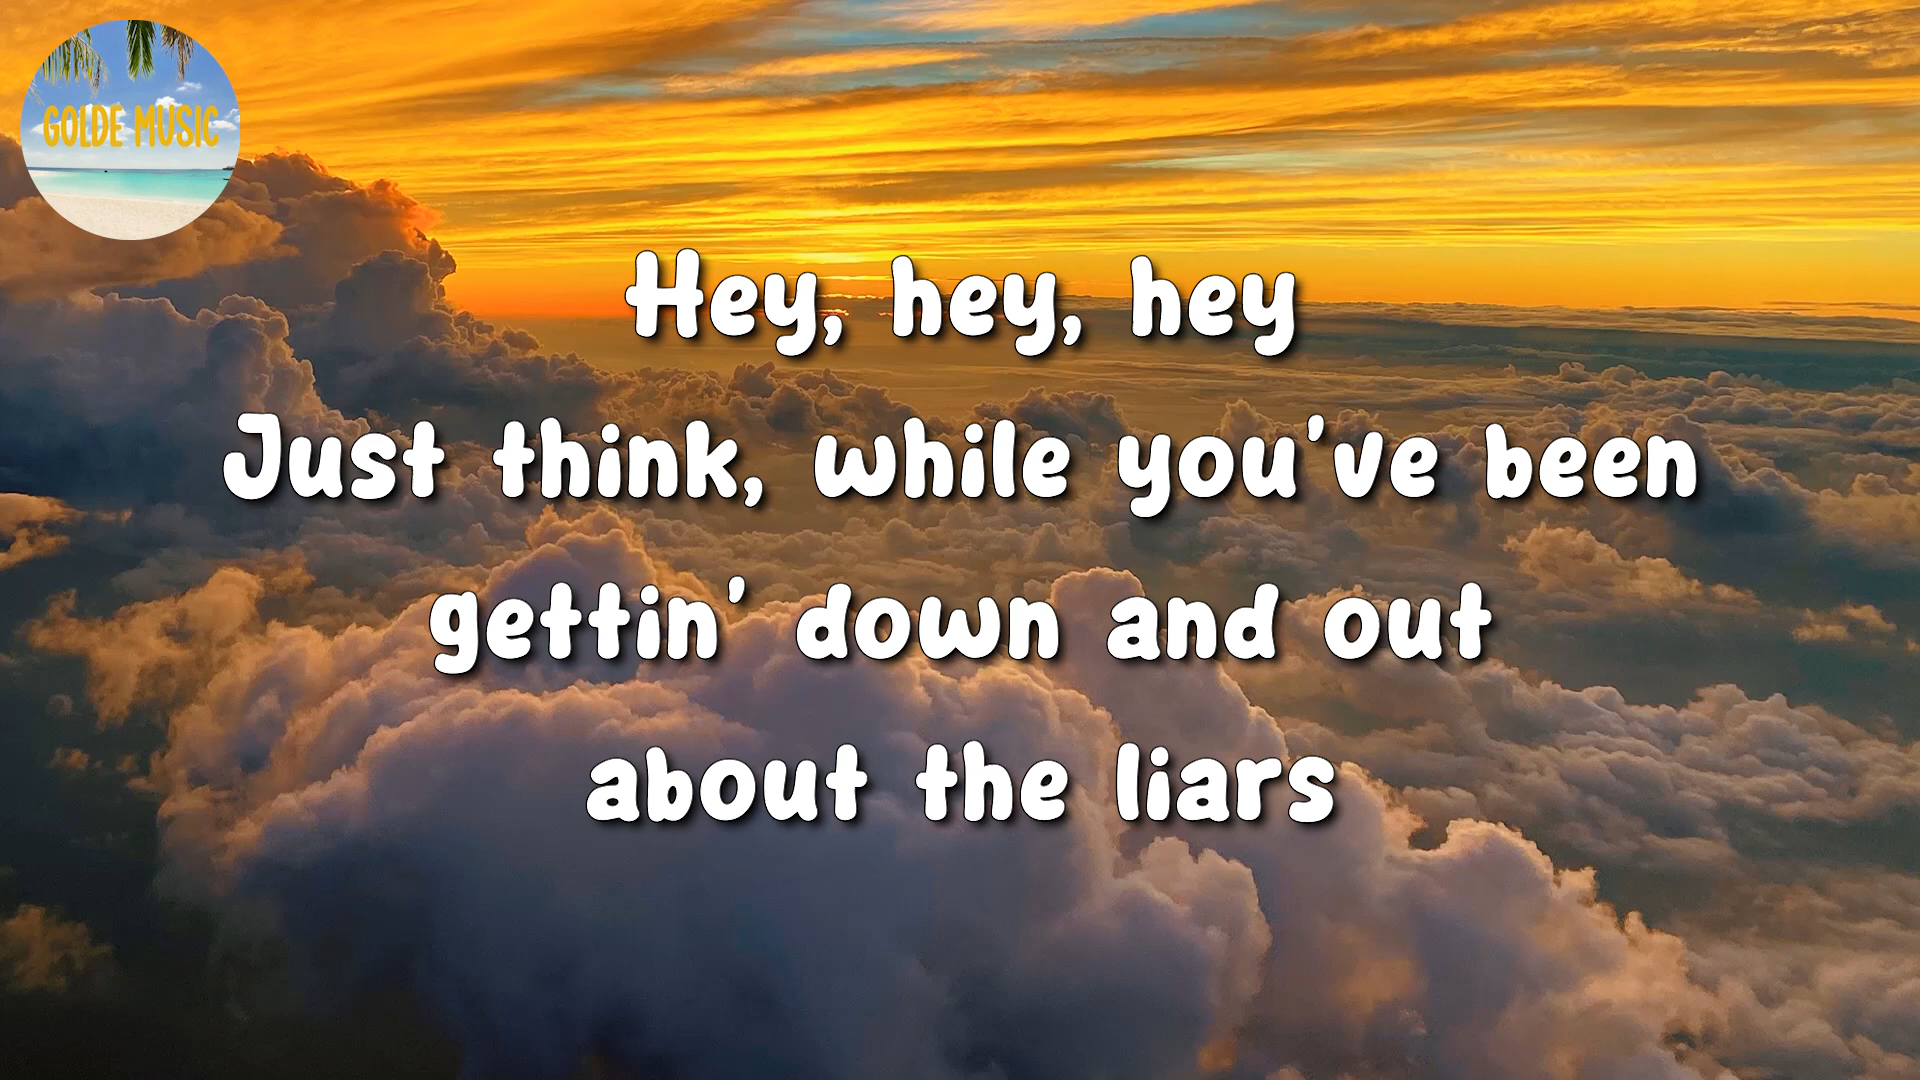 GOLDE MUSIC
Hey, hey, hey
Just think, while you've been
gettin' down and out
about the liars